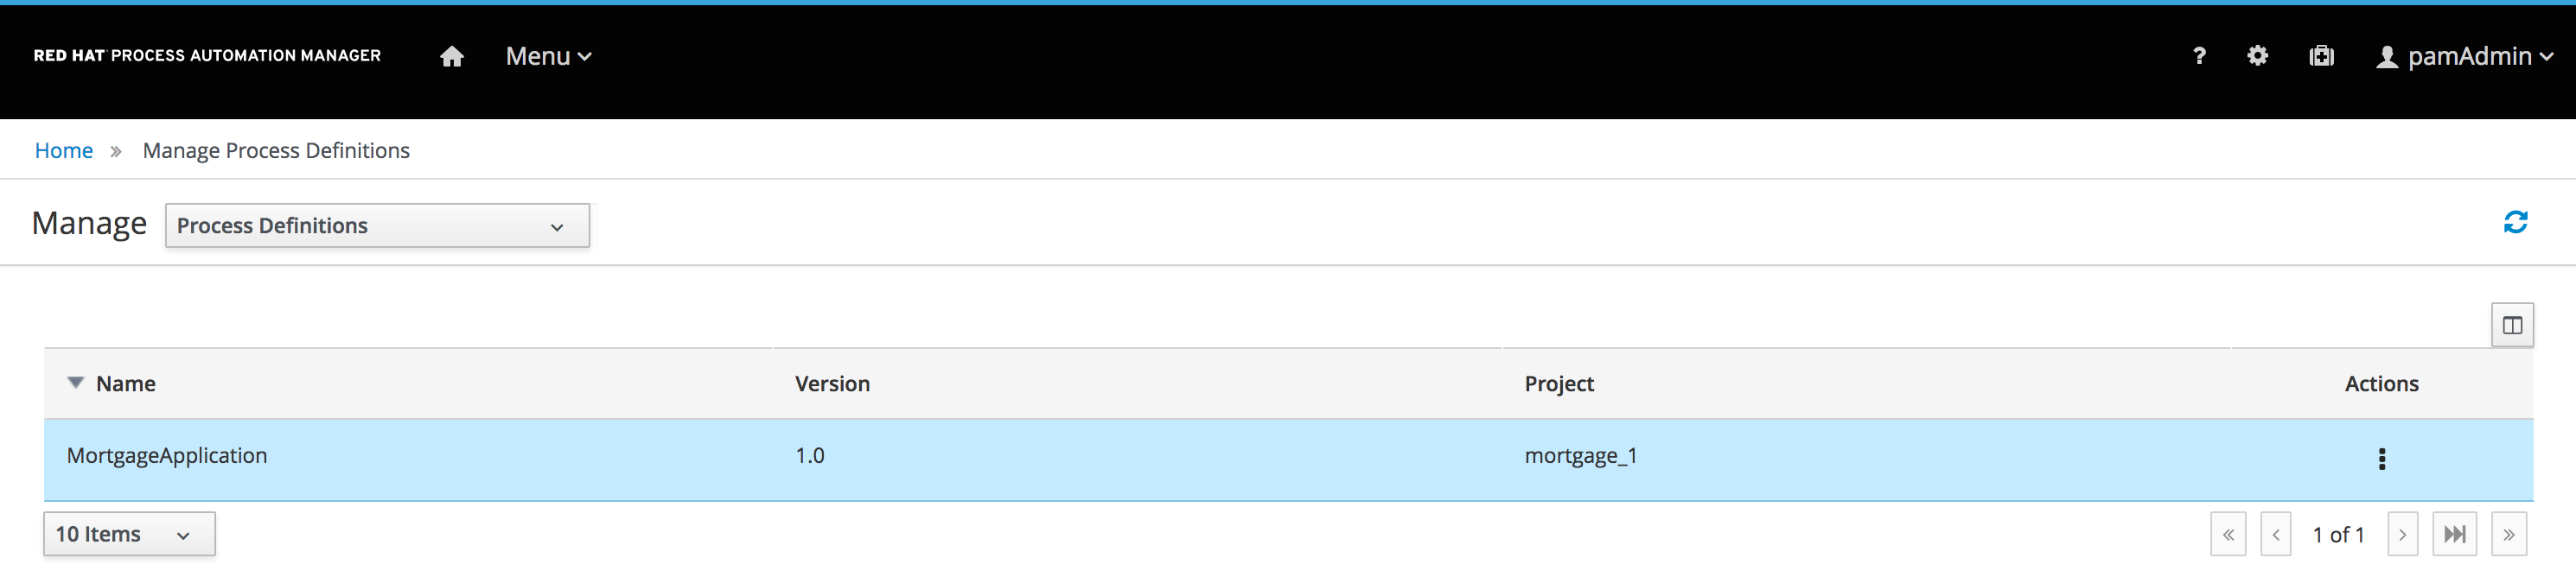 RED HAT PROCESS AUTOMATION MANAGER Menu ? pamAdmin
Home » Manage Process Definitions
Manage Process Definitions
Name Version Project Actions
MortgageApplication 1.0 mortgage_1
10 Items « ‹ 1 of 1 › »